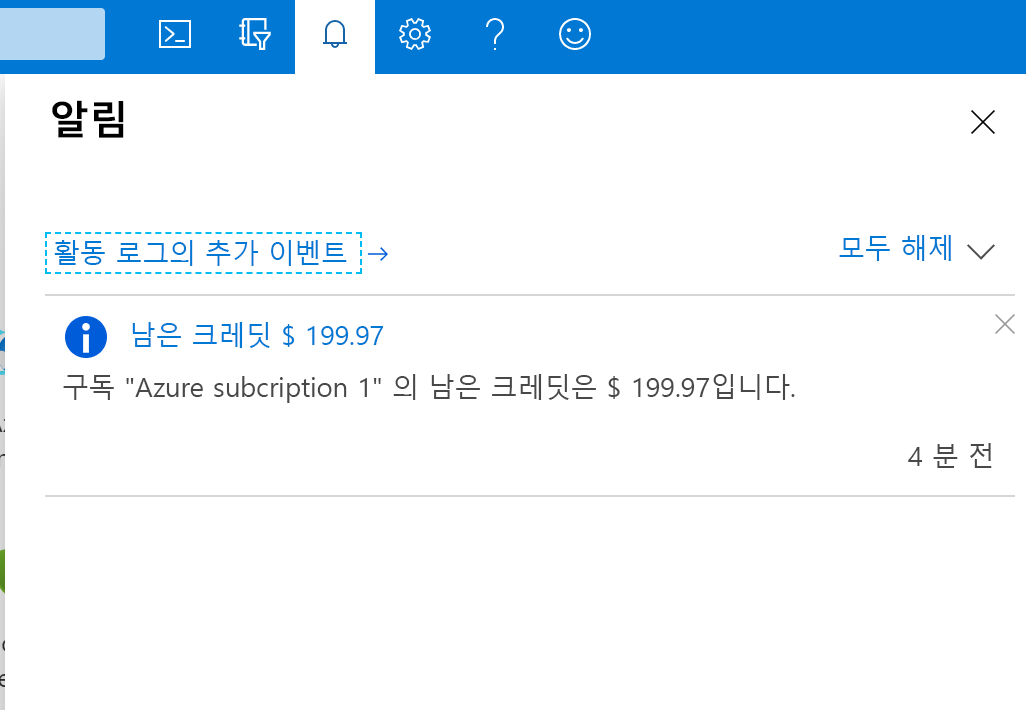 알림
활동 로그의 추가 이벤트 →
모두 해제
남은 크레딧 $ 199.97
구독 "Azure subcription 1" 의 남은 크레딧은 $ 199.97입니다.
4 분 전